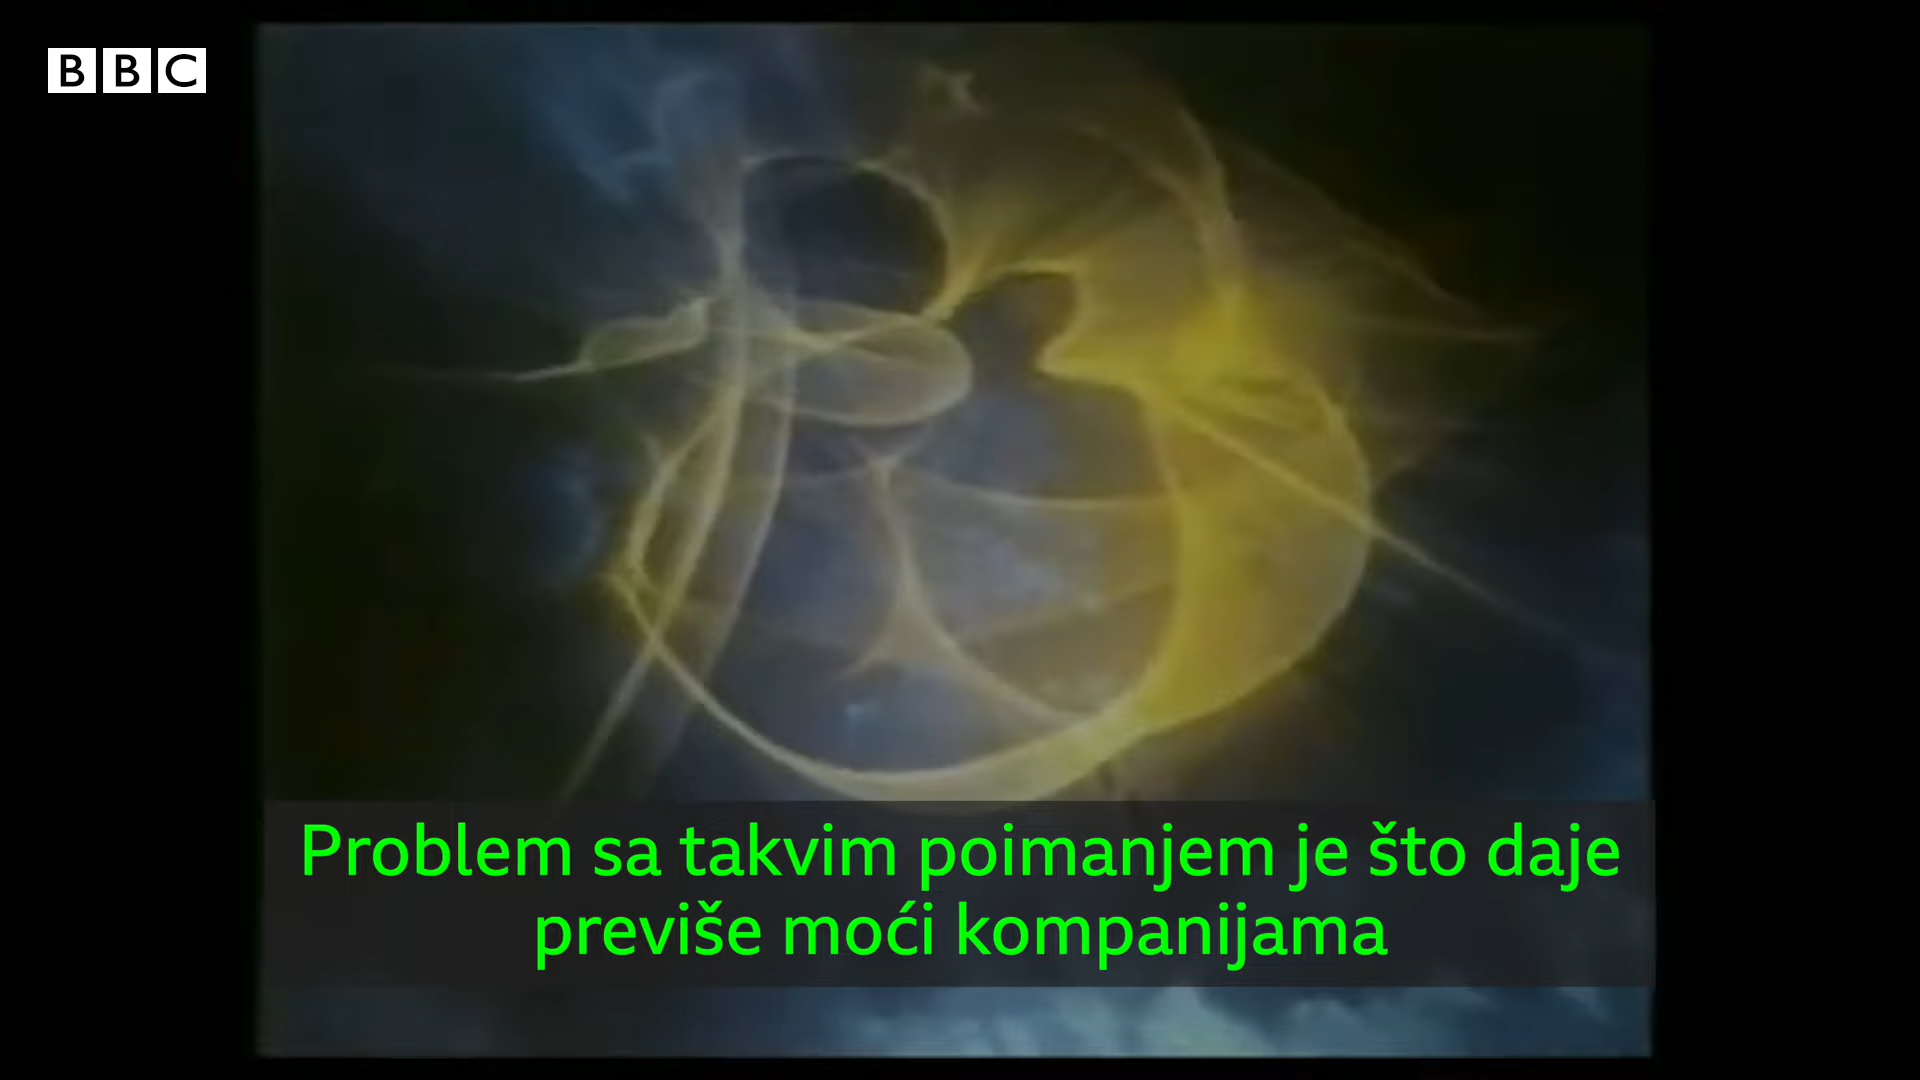 BBC
Problem sa takvim poimanjem je što daje
previše moći kompanijama